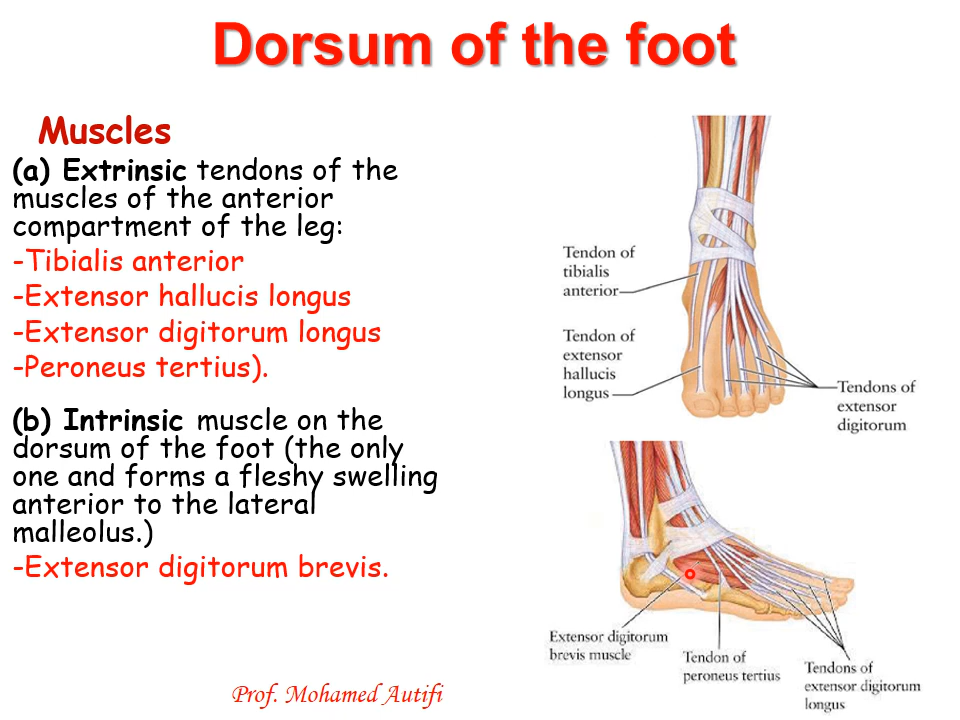 Dorsum of the foot
Muscles
(a) Extrinsic tendons of the
muscles of the anterior
compartment of the leg:
-Tibialis anterior
-Extensor hallucis longus
-Extensor digitorum longus
-Peroneus tertius).
(b) Intrinsic muscle on the
dorsum of the foot (the only
one and forms a fleshy swelling
anterior to the lateral
malleolus.)
-Extensor digitorum brevis.
Prof. Mohamed Autifi
Tendon of
tibialis
anterior
Tendon of
extensor
hallucis
longus
Tendons of
extensor
digitorum
Extensor digitorum
brevis muscle
Tendon of
peroneus tertius
Tendons of
extensor digitorum
longus